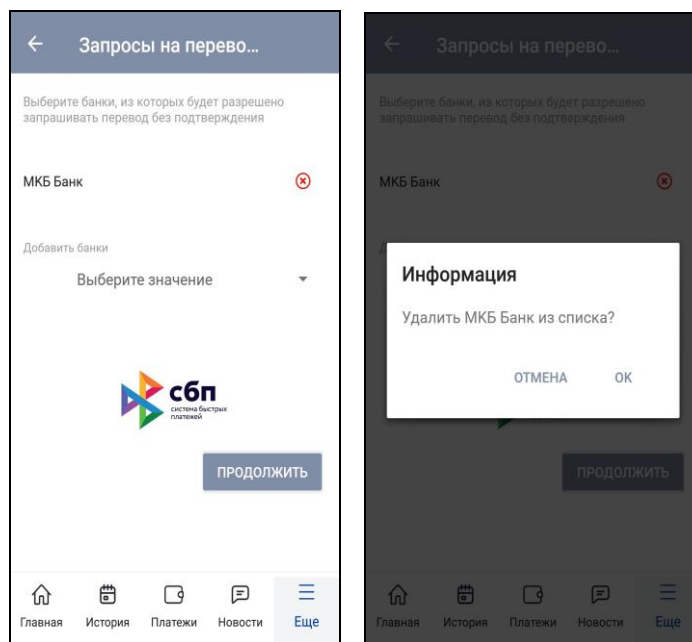 Запросы на перево...
Выберите банки, из которых будет разрешено
запрашивать перевод без подтверждения
МКБ Банк
Добавить банки
Выберите значение
сбп
система быстрых
платежей
ПРОДОЛЖИТЬ
Главная
История
Платежи
Новости
Еще
Запросы на перево...
Выберите банки, из которых будет разрешено
запрашивать перевод без подтверждения
МКБ Банк
Информация
Удалить МКБ Банк из списка?
ОТМЕНА
ОК
ПРОДОЛЖИТЬ
Главная
История
Платежи
Новости
Еще